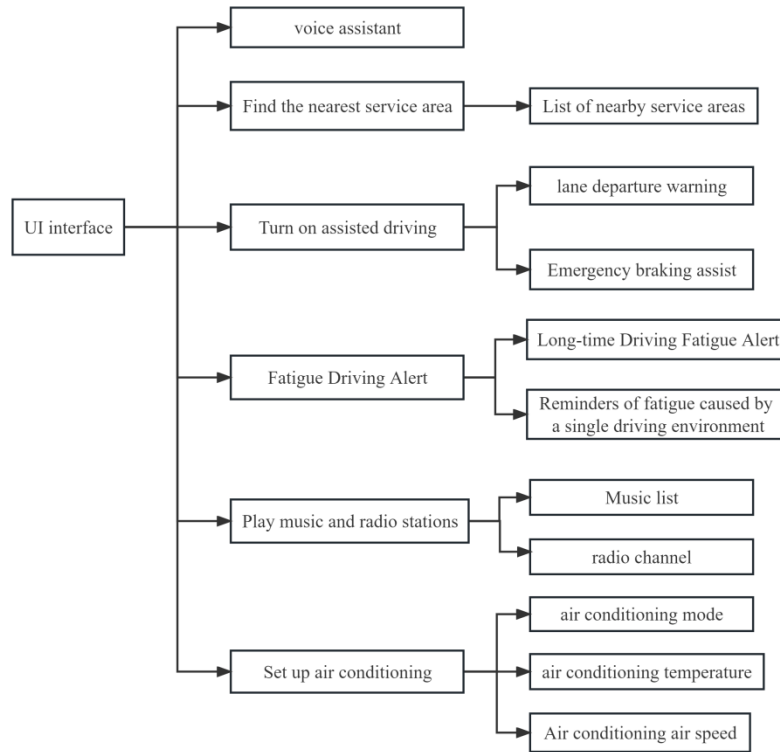 voice assistant
Find the nearest service area
List of nearby service areas
lane departure warning
UI interface
Turn on assisted driving
Emergency braking assist
Long-time Driving Fatigue Alert
Fatigue Driving Alert
Reminders of fatigue caused by
a single driving environment
Music list
Play music and radio stations
radio channel
air conditioning mode
Set up air conditioning
air conditioning temperature
Air conditioning air speed